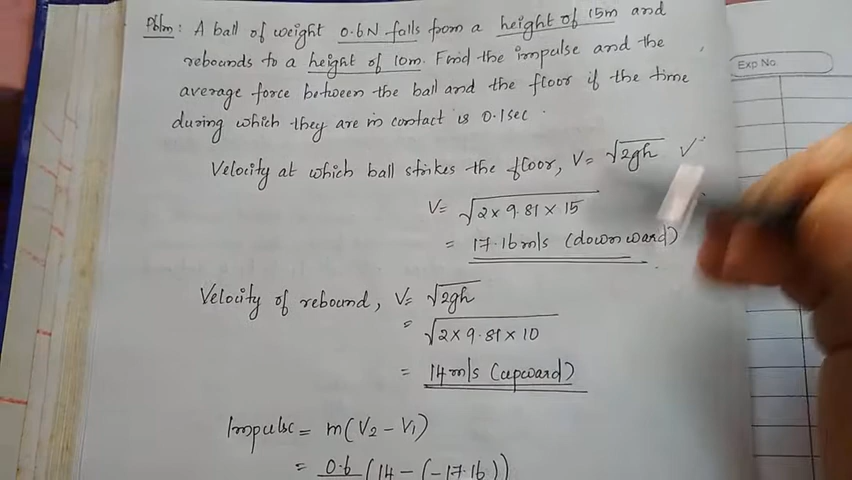 Pblm: A ball of weight 0.6N falls from a height of 15m and
rebounds to a height of 10m. Find the impulse and the
average force between the ball and the floor if the time
during which they are in contact is 0.1sec.
Velocity at which ball strikes the floor, V= √2gh
V= √2×9.81×15
= 17.16m/s (downward)
Velocity of rebound, V= √2gh
= √2×9.81×10
= 14m/s (upward)
Impulse = m(V2-V1)
= 0.6 (14-(-17.16))
Exp No.